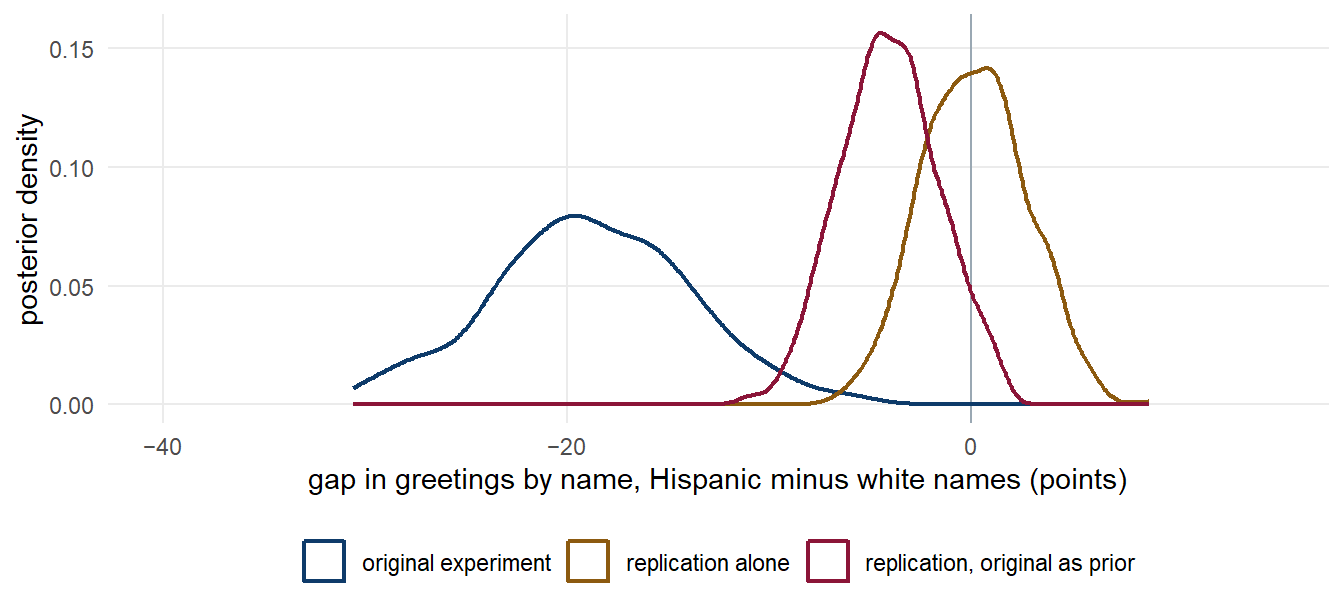 posterior density
0.15
0.10
0.05
0.00
−40
−20
0
gap in greetings by name, Hispanic minus white names (points)
original experiment
replication alone
replication, original as prior